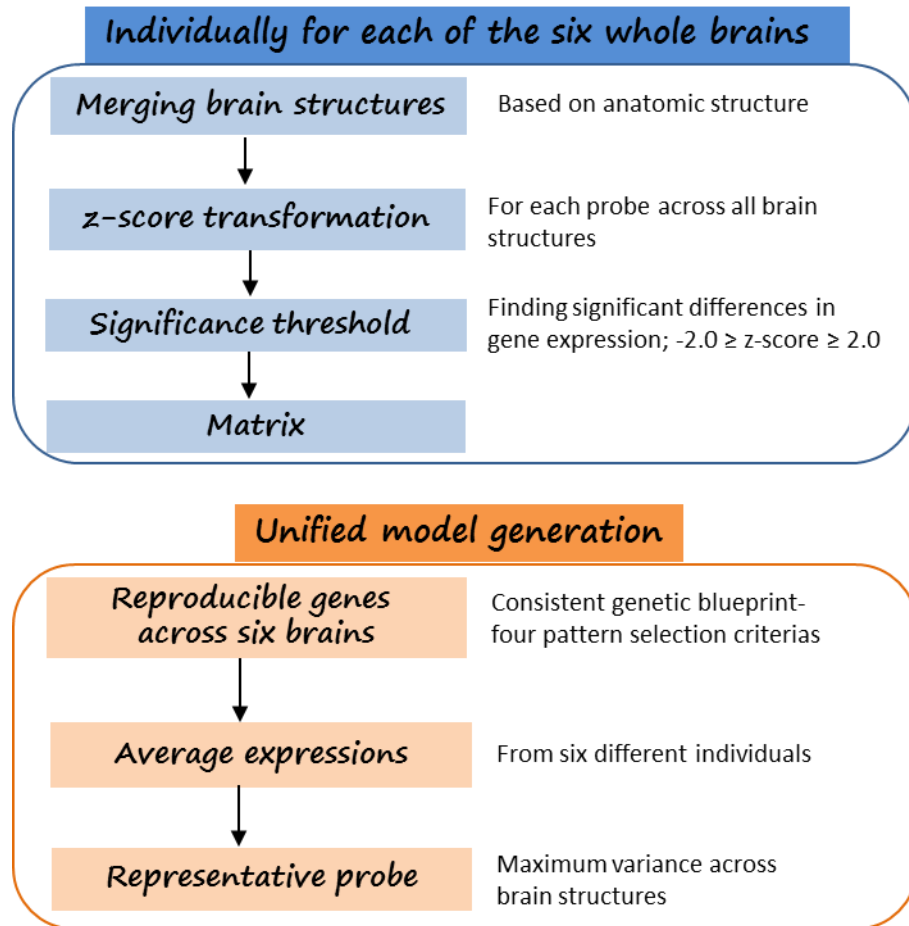 Individually for each of the six whole brains
Merging brain structures
Based on anatomic structure
z-score transformation
For each probe across all brain
structures
Significance threshold
Finding significant differences in
gene expression; -2.0 ≥ z-score ≥ 2.0
Matrix
Unified model generation
Reproducible genes
across six brains
Consistent genetic blueprint-
four pattern selection criterias
Average expressions
From six different individuals
Representative probe
Maximum variance across
brain structures